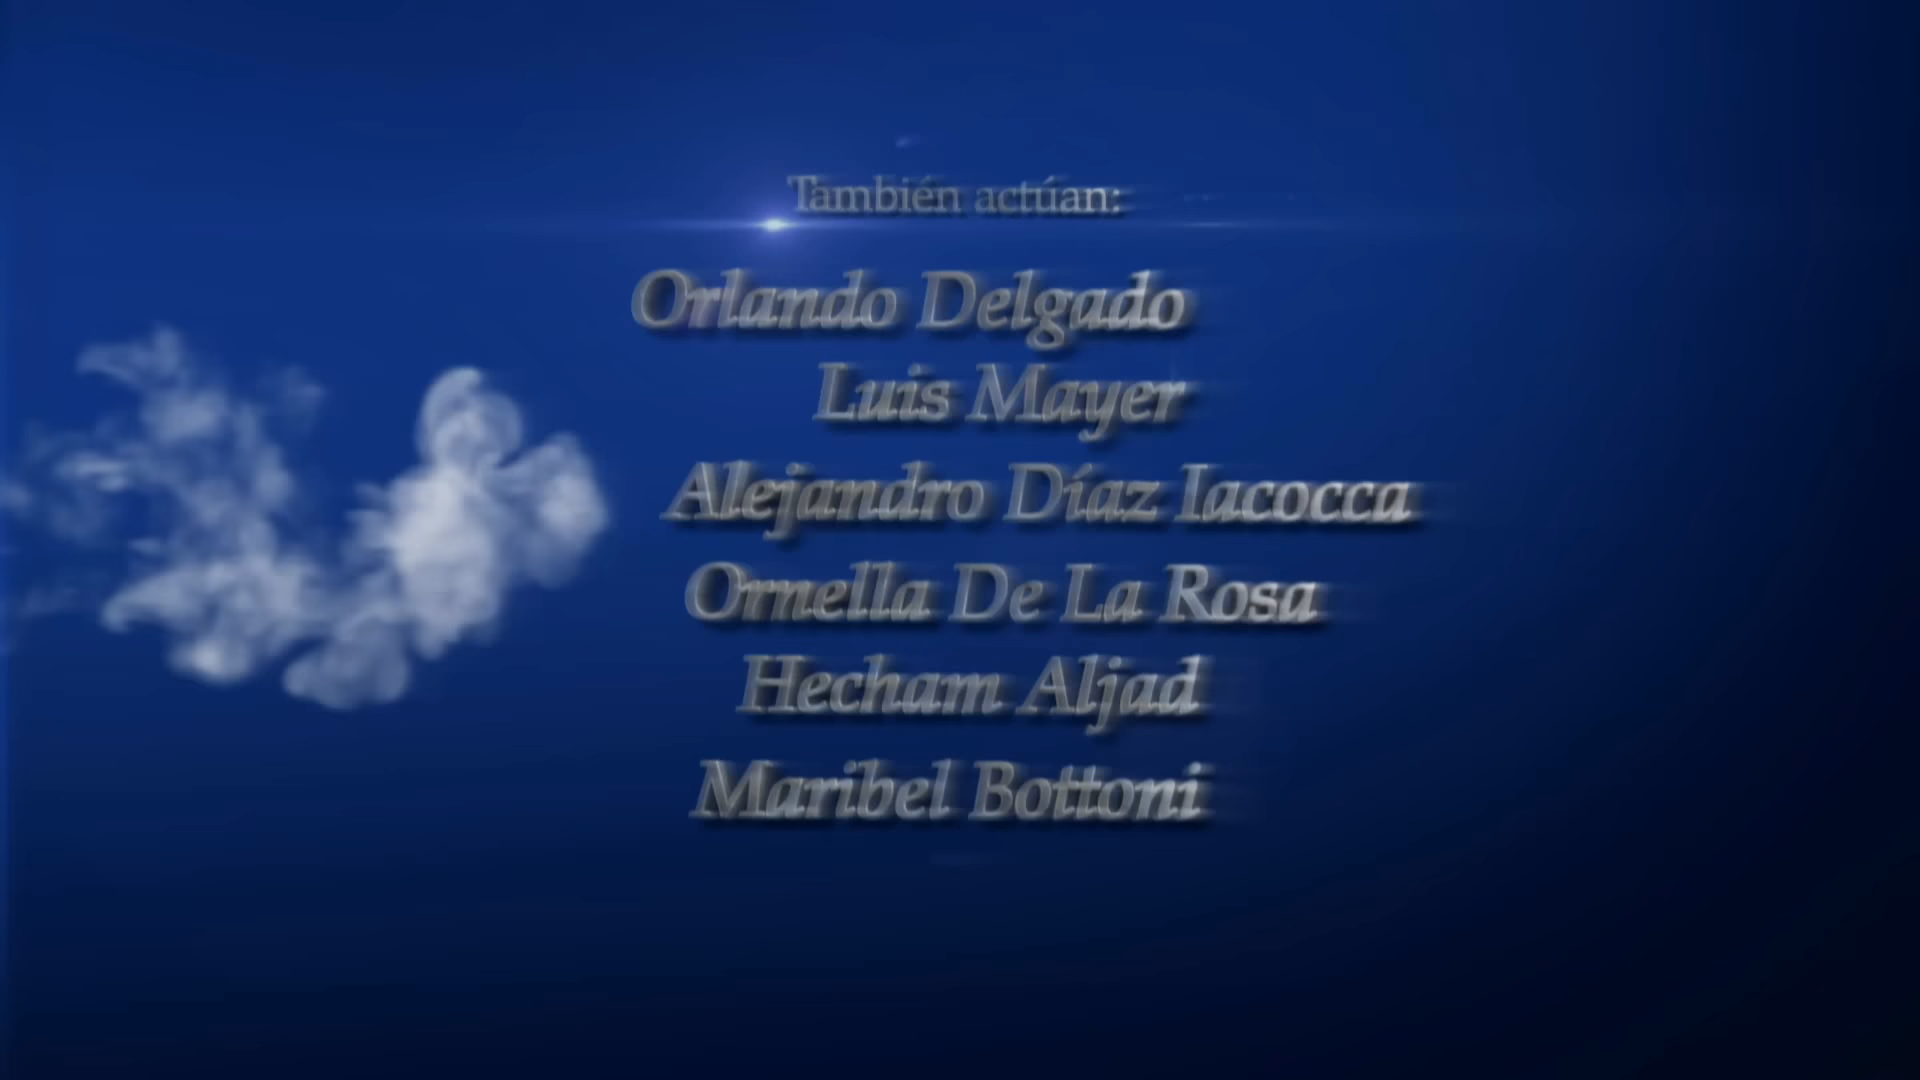 También actúan:
Orlando Delgado
Luis Mayer
Alejandro Díaz Iacocca
Ornella De La Rosa
Hecham Aljad
Maribel Bottoni